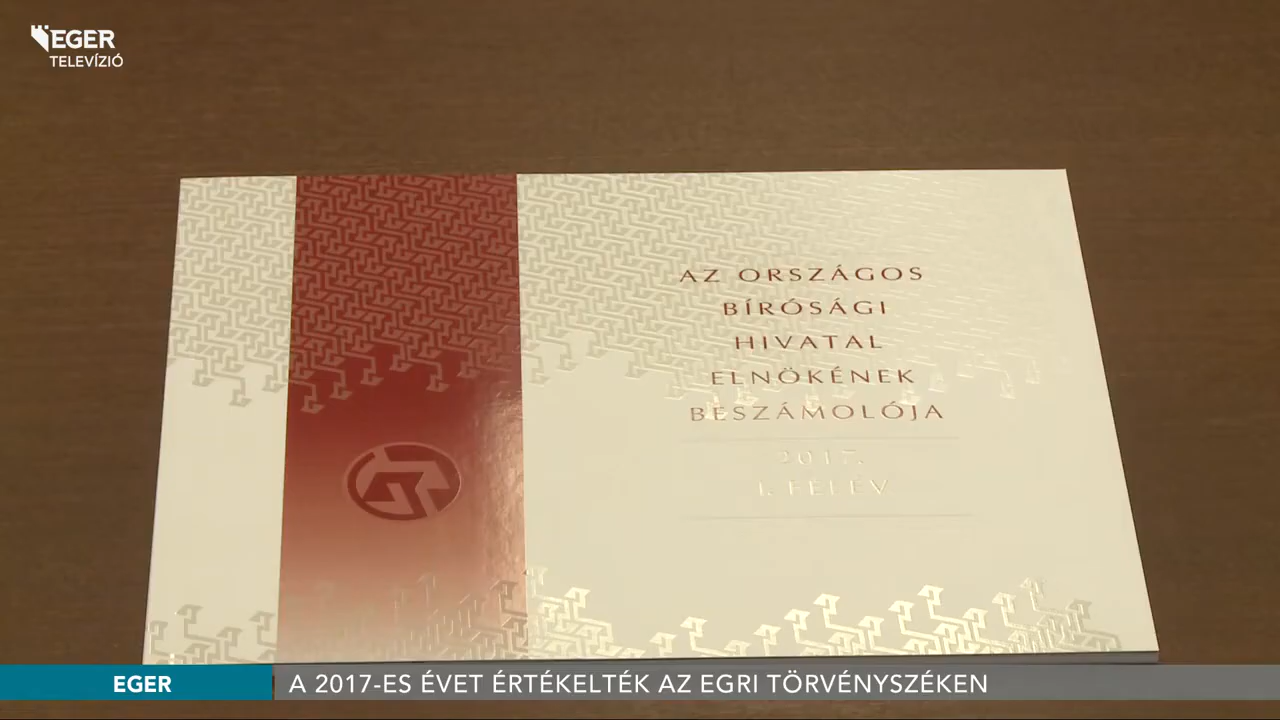 EGER
TELEVÍZIÓ
AZ ORSZÁGOS
BÍRÓSÁGI
HIVATAL
ELNÖKÉNEK
BESZÁMOLÓJA
2017.
I. FÉLÉV
EGER
A 2017-ES ÉVET ÉRTÉKELTÉK AZ EGRI TÖRVÉNYSZÉKEN